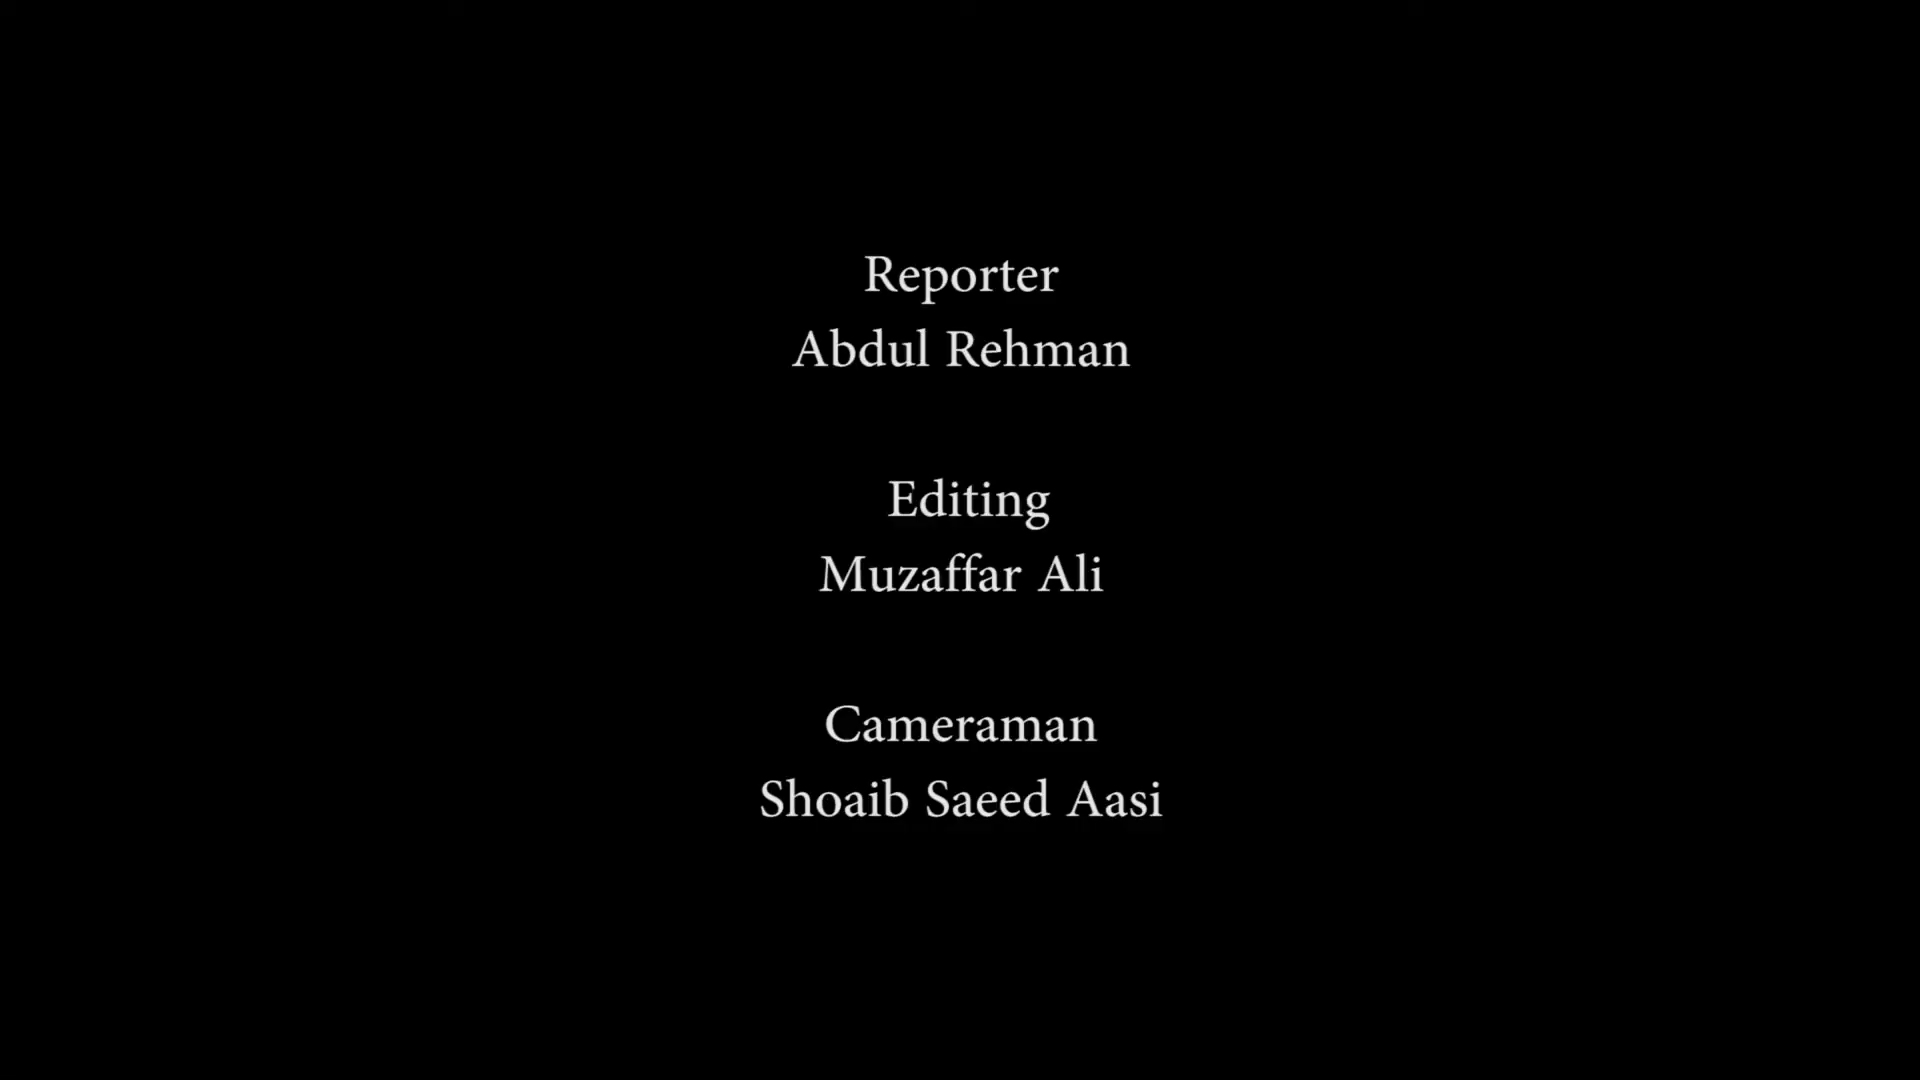 Reporter
Abdul Rehman
Editing
Muzaffar Ali
Cameraman
Shoaib Saeed Aasi